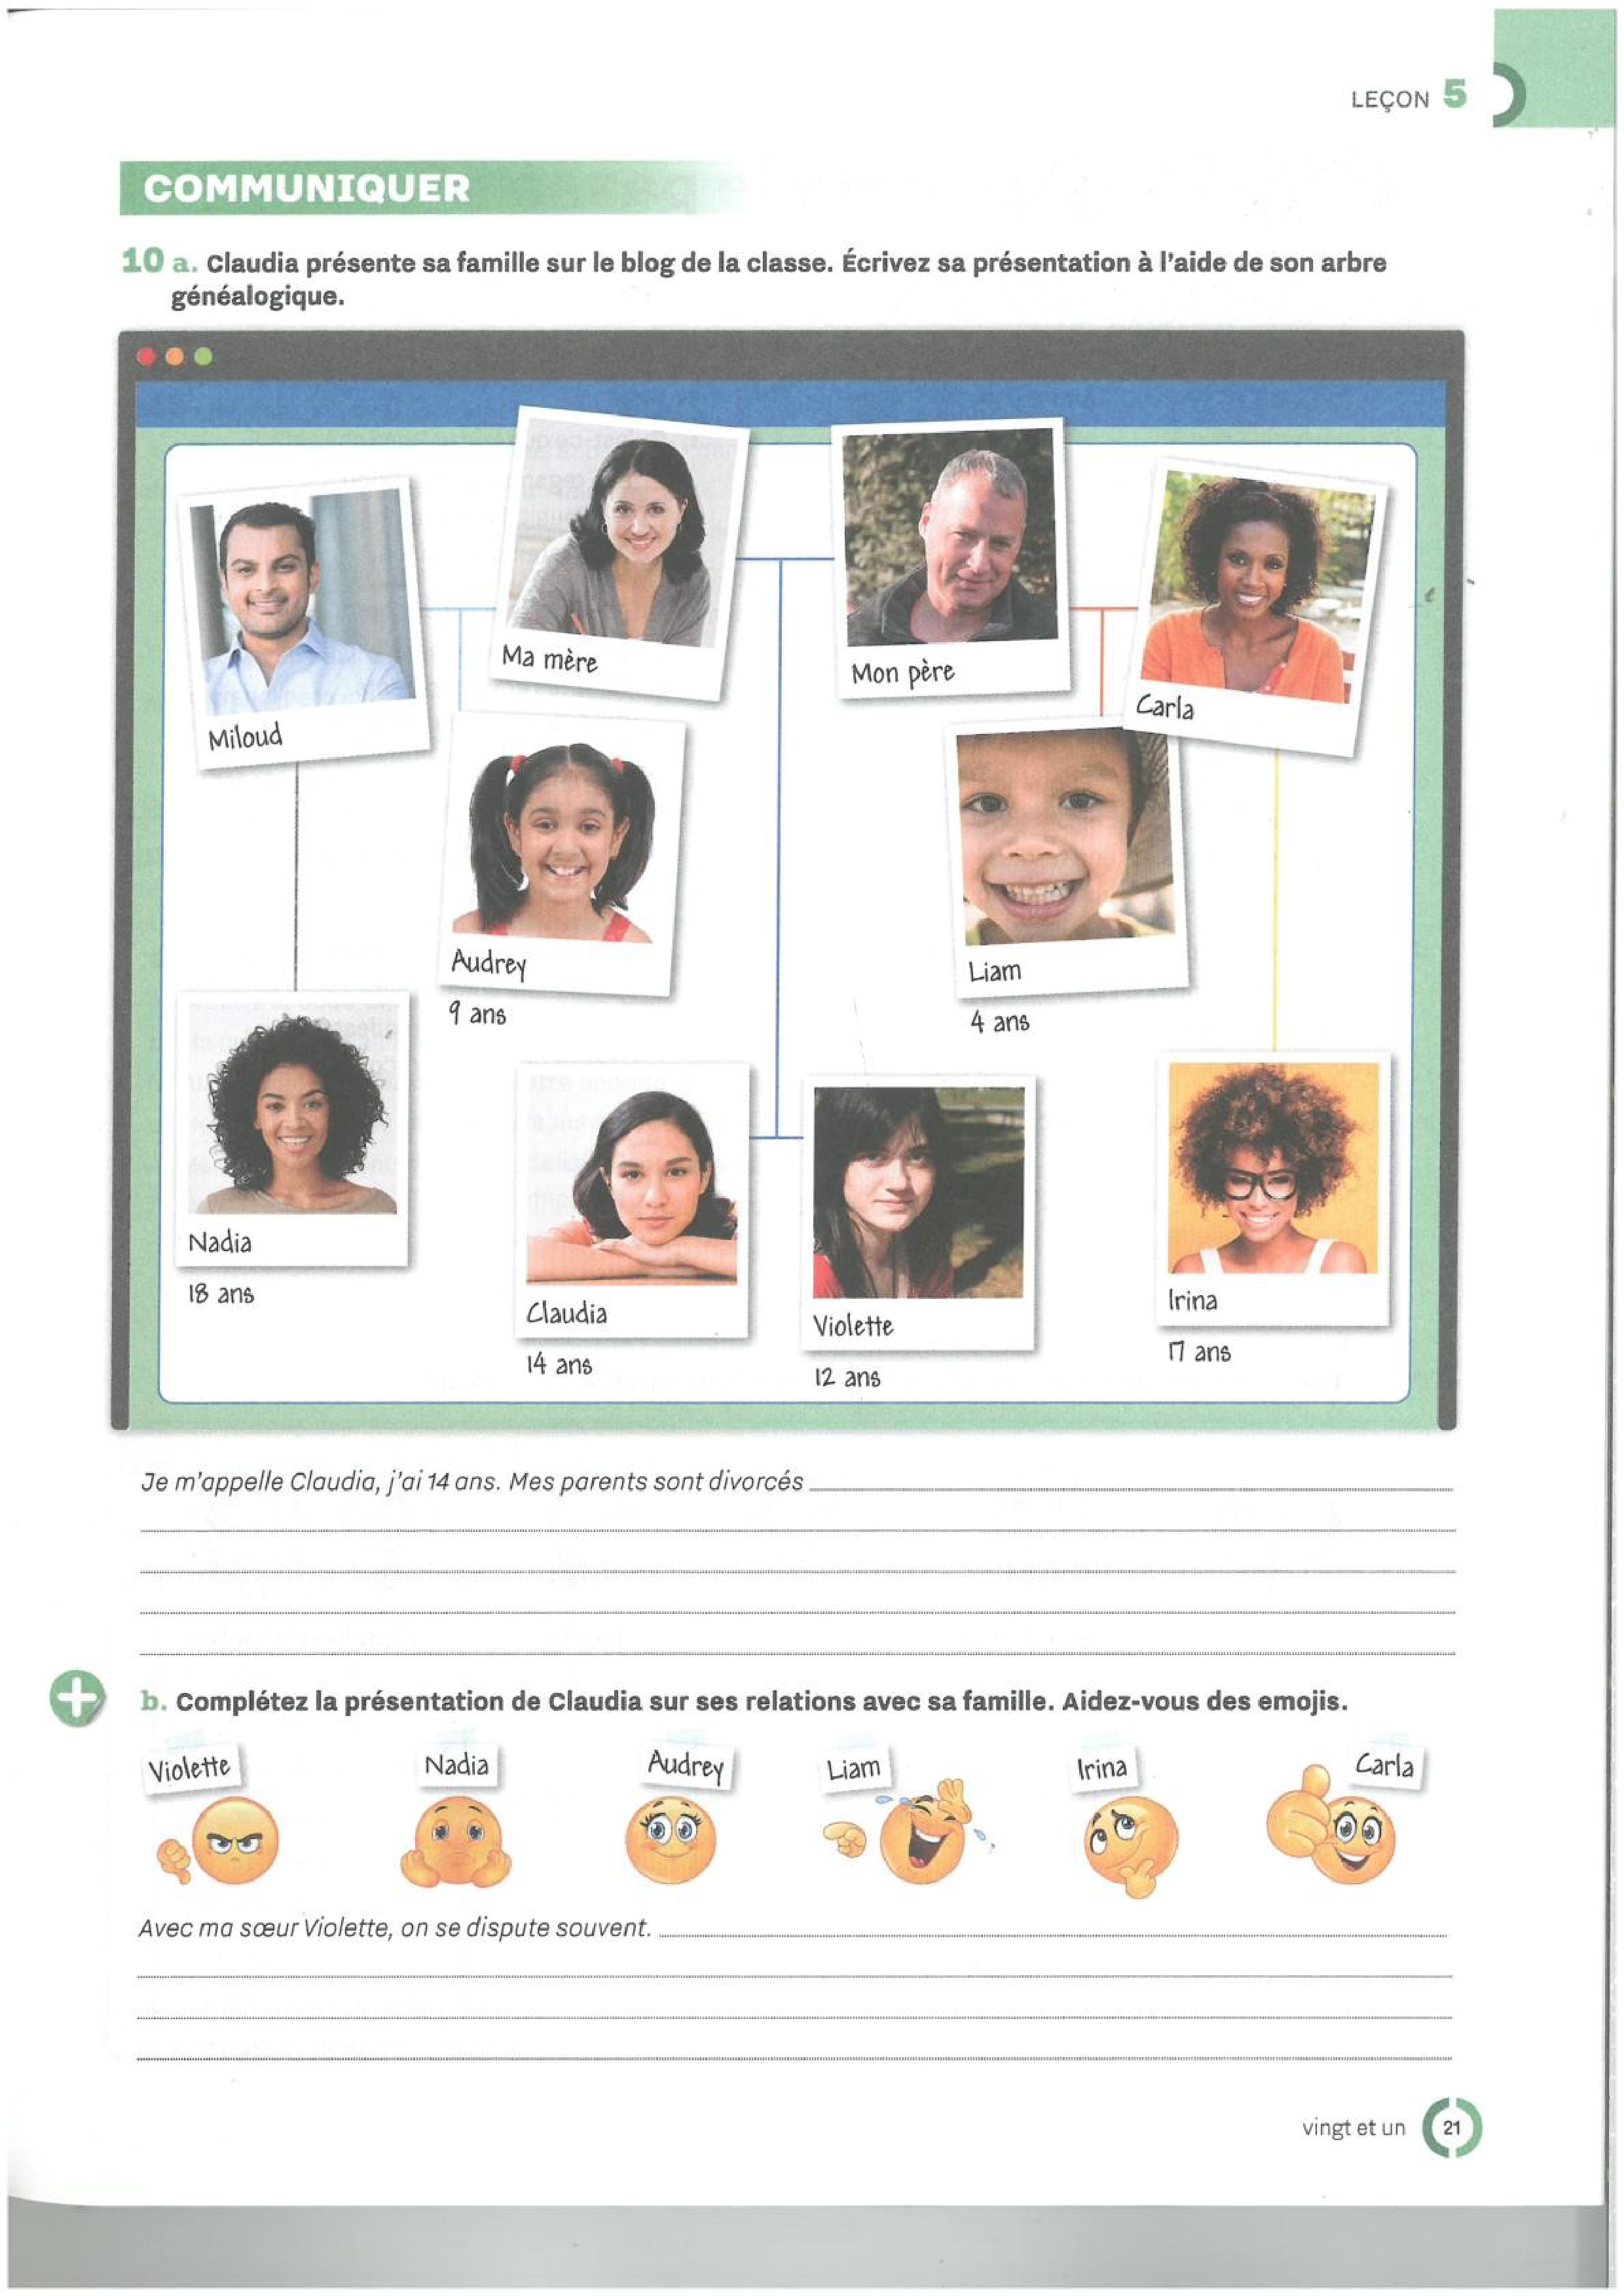 LEÇON 5
COMMUNIQUER
10 a. Claudia présente sa famille sur le blog de la classe. Écrivez sa présentation à l'aide de son arbre
généalogique.
Ma mère
Mon père
Carla
Miloud
Audrey
9 ans
Liam
4 ans
Nadia
18 ans
Claudia
14 ans
Violette
12 ans
Irina
17 ans
Je m'appelle Claudia, j'ai 14 ans. Mes parents sont divorcés
b. Complétez la présentation de Claudia sur ses relations avec sa famille. Aidez-vous des emojis.
Violette
Nadia
Audrey
Liam
Irina
Carla
Avec ma sœur Violette, on se dispute souvent.
vingt et un 21